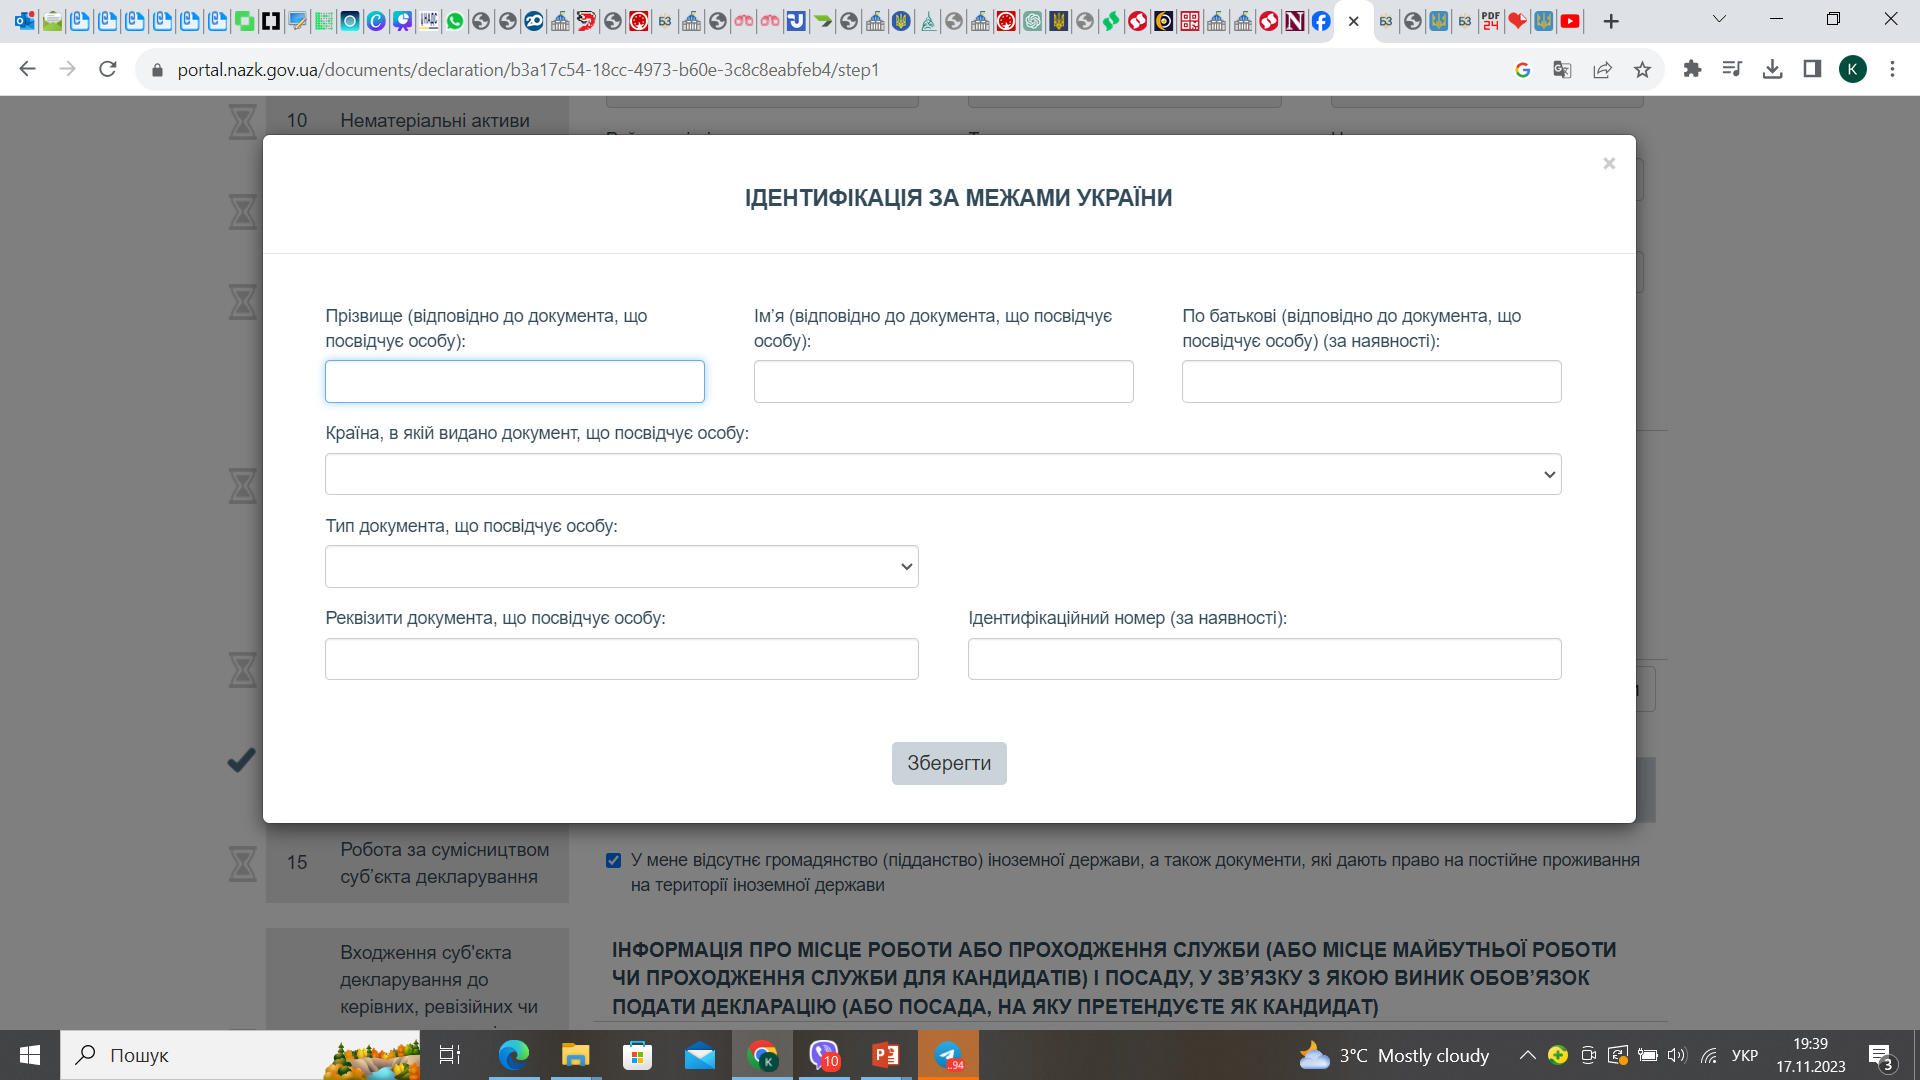 portal.nazk.gov.ua/documents/declaration/b3a17c54-18cc-4973-b60e-3c8c8eabfeb4/step1
K
10 Нематеріальні активи
×
ІДЕНТИФІКАЦІЯ ЗА МЕЖАМИ УКРАЇНИ
Прізвище (відповідно до документа, що
посвідчує особу):
Ім’я (відповідно до документа, що посвідчує
особу):
По батькові (відповідно до документа, що
посвідчує особу) (за наявності):
Країна, в якій видано документ, що посвідчує особу:
Тип документа, що посвідчує особу:
Реквізити документа, що посвідчує особу:
Ідентифікаційний номер (за наявності):
Зберегти
15 Робота за сумісництвом
суб’єкта декларування
У мене відсутнє громадянство (підданство) іноземної держави, а також документи, які дають право на постійне проживання
на території іноземної держави
Входження суб'єкта
декларування до
керівних, ревізійних чи
ІНФОРМАЦІЯ ПРО МІСЦЕ РОБОТИ АБО ПРОХОДЖЕННЯ СЛУЖБИ (АБО МІСЦЕ МАЙБУТНЬОЇ РОБОТИ
ЧИ ПРОХОДЖЕННЯ СЛУЖБИ ДЛЯ КАНДИДАТІВ) І ПОСАДУ, У ЗВ’ЯЗКУ З ЯКОЮ ВИНИК ОБОВ’ЯЗОК
ПОДАТИ ДЕКЛАРАЦІЮ (АБО ПОСАДА, НА ЯКУ ПРЕТЕНДУЄТЕ ЯК КАНДИДАТ)
Пошук
10
..94
3°C Mostly cloudy
УКР
19:39
17.11.2023
3